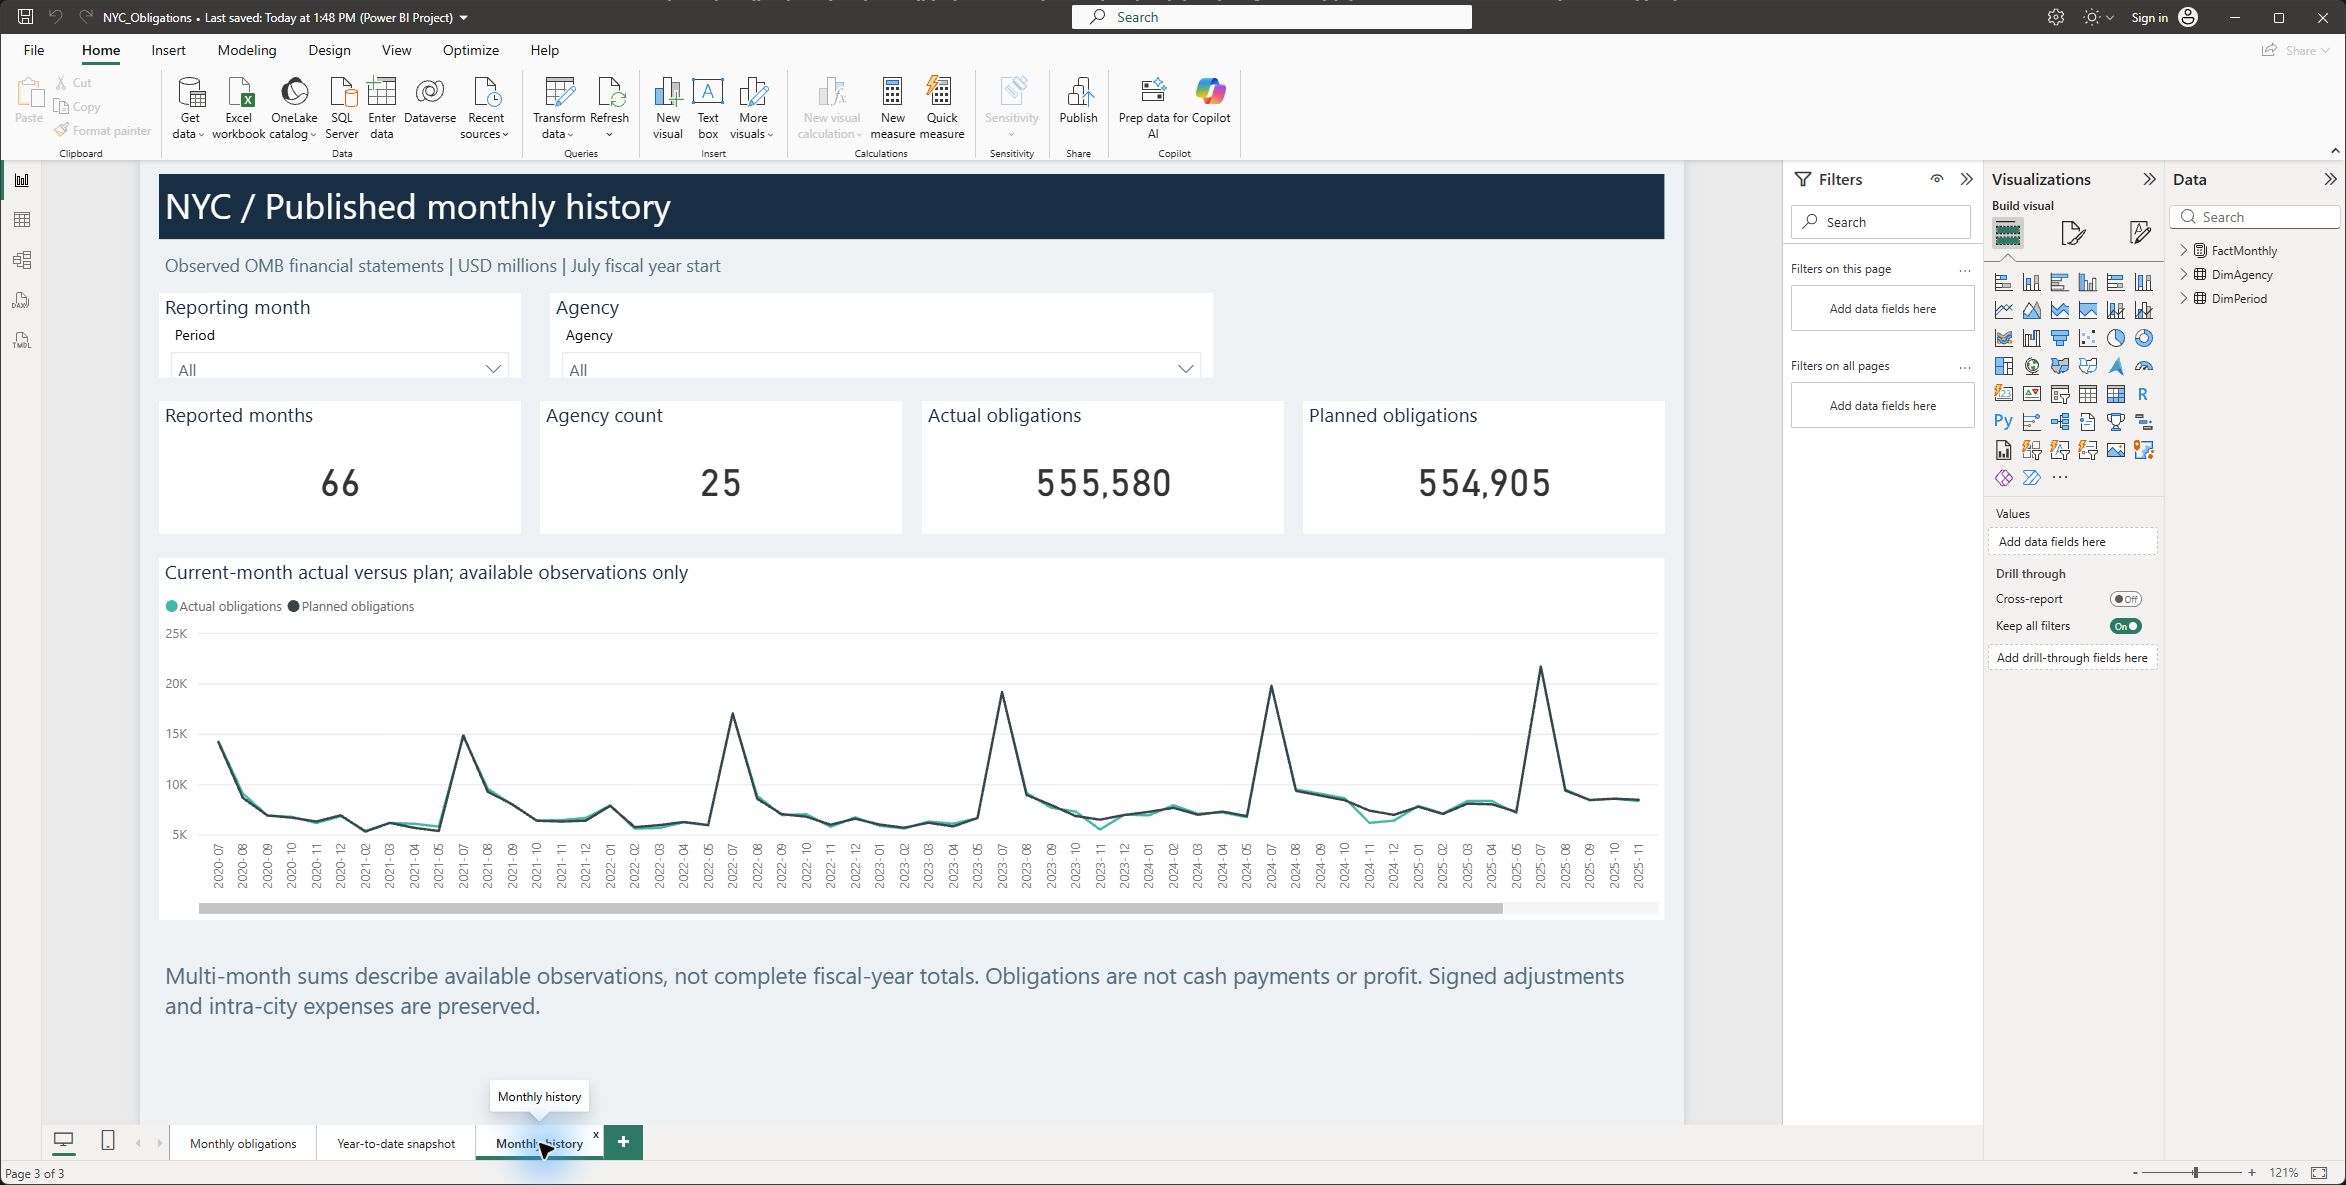 NYC_Obligations • Last saved: Today at 1:48 PM (Power BI Project)
Search
Sign in
File Home Insert Modeling Design View Optimize Help
Share
Paste
Cut
Copy
Format painter
Clipboard
Get data
Excel workbook
OneLake catalog
SQL Server
Enter data
Dataverse
Recent sources
Data
Transform data
Refresh
Queries
New visual
Text box
More visuals
Insert
New visual calculation
New measure
Quick measure
Calculations
Sensitivity
Sensitivity
Publish
Share
Prep data for AI
Copilot
Copilot
DAX
TMDL
NYC / Published monthly history
Observed OMB financial statements | USD millions | July fiscal year start
Reporting month
Period
All
Agency
Agency
All
Reported months
66
Agency count
25
Actual obligations
555,580
Planned obligations
554,905
Current-month actual versus plan; available observations only
Actual obligations Planned obligations
25K
20K
15K
10K
5K
2020-07 2020-08 2020-09 2020-10 2020-11 2020-12 2021-02 2021-03 2021-04 2021-05 2021-07 2021-08 2021-09 2021-10 2021-11 2021-12 2022-01 2022-02 2022-03 2022-04 2022-05 2022-07 2022-08 2022-09 2022-10 2022-11 2022-12 2023-01 2023-02 2023-03 2023-04 2023-05 2023-07 2023-08 2023-09 2023-10 2023-11 2023-12 2024-01 2024-02 2024-03 2024-04 2024-05 2024-07 2024-08 2024-09 2024-10 2024-11 2024-12 2025-01 2025-02 2025-03 2025-04 2025-05 2025-07 2025-08 2025-09 2025-10 2025-11
Multi-month sums describe available observations, not complete fiscal-year totals. Obligations are not cash payments or profit. Signed adjustments
and intra-city expenses are preserved.
Monthly history
Monthly obligations
Year-to-date snapshot
Monthly history
x
+
Page 3 of 3
- + 121%
Filters
Search
Filters on this page
...
Add data fields here
Filters on all pages
...
Add data fields here
Visualizations
Build visual
123
R
Py
...
Values
Add data fields here
Drill through
Cross-report
Off
Keep all filters
On
Add drill-through fields here
Data
Search
FactMonthly
DimAgency
DimPeriod